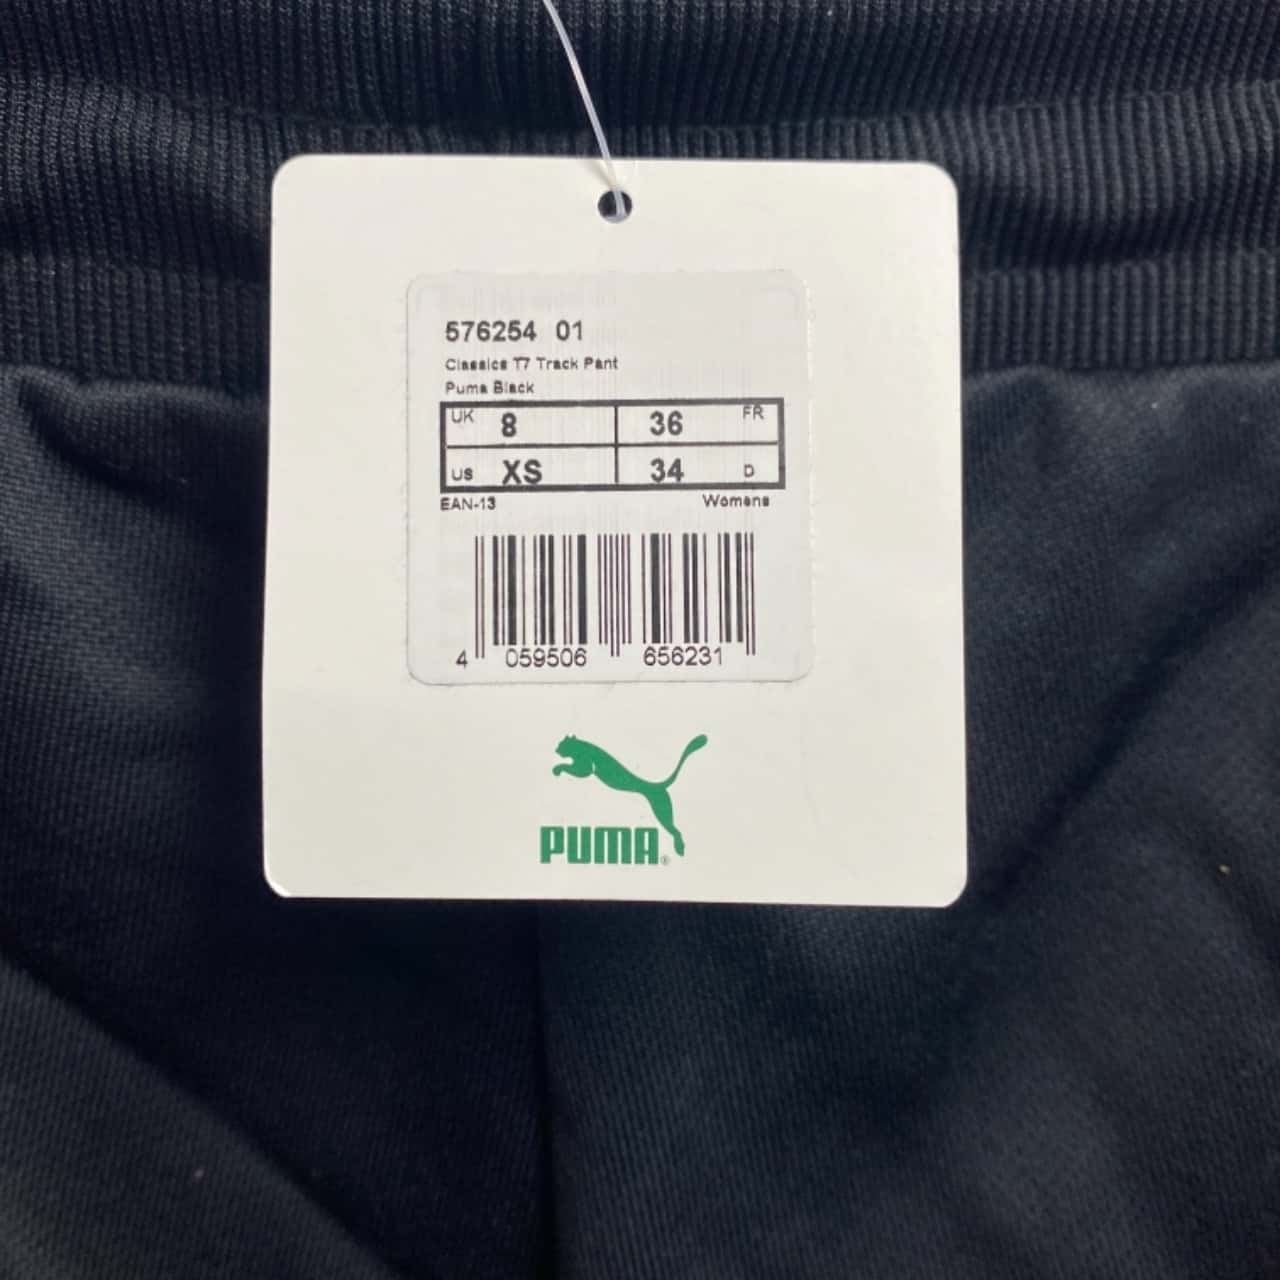 576254 01
Classics T7 Track Pant
Puma Black
UK 8 36 FR
US XS 34 D
EAN-13 Womens
4 059506 656231
PUMA®